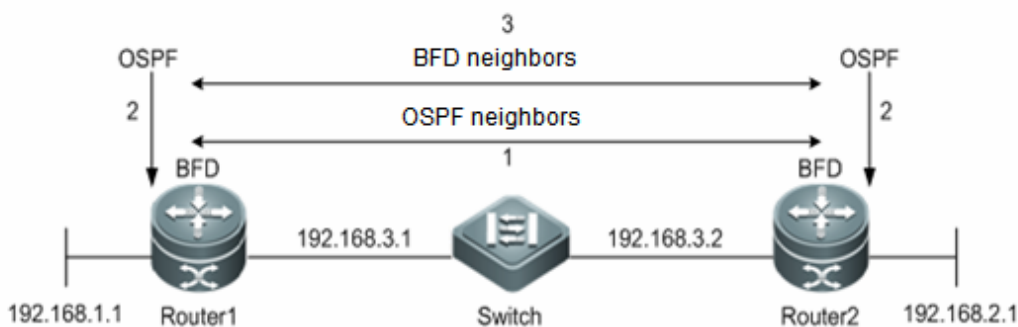 3
OSPF BFD neighbors OSPF
2 OSPF neighbors 2
1
BFD BFD
192.168.3.1 192.168.3.2
192.168.1.1 Router1 Switch Router2 192.168.2.1